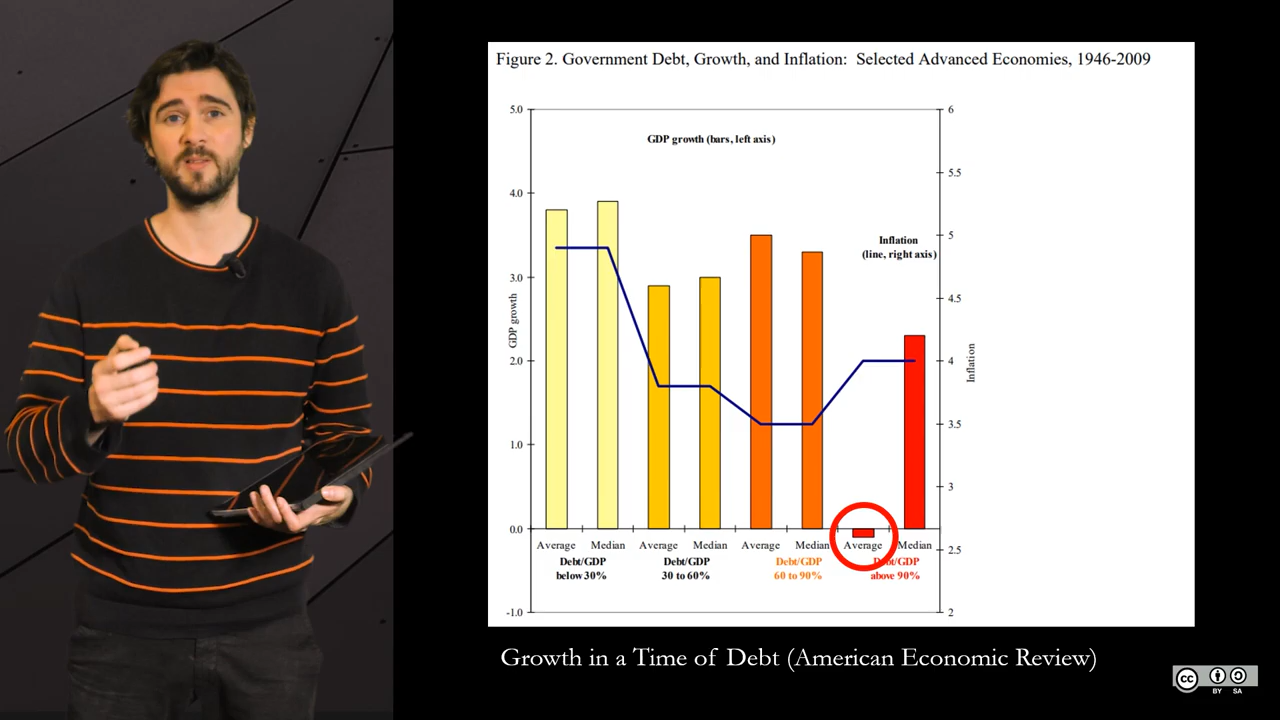 Figure 2. Government Debt, Growth, and Inflation: Selected Advanced Economies, 1946-2009
5.0
6
GDP growth (bars, left axis)
5.5
4.0
5
Inflation
(line, right axis)
4.5
3.0
GDP growth
2.0
4
Inflation
3.5
1.0
3
0.0
2.5
Average
Median
Average
Median
Average
Median
Average
Median
Debt/GDP
below 30%
Debt/GDP
30 to 60%
Debt/GDP
60 to 90%
Debt/GDP
above 90%
-1.0
2
Growth in a Time of Debt (American Economic Review)
cc
BY SA